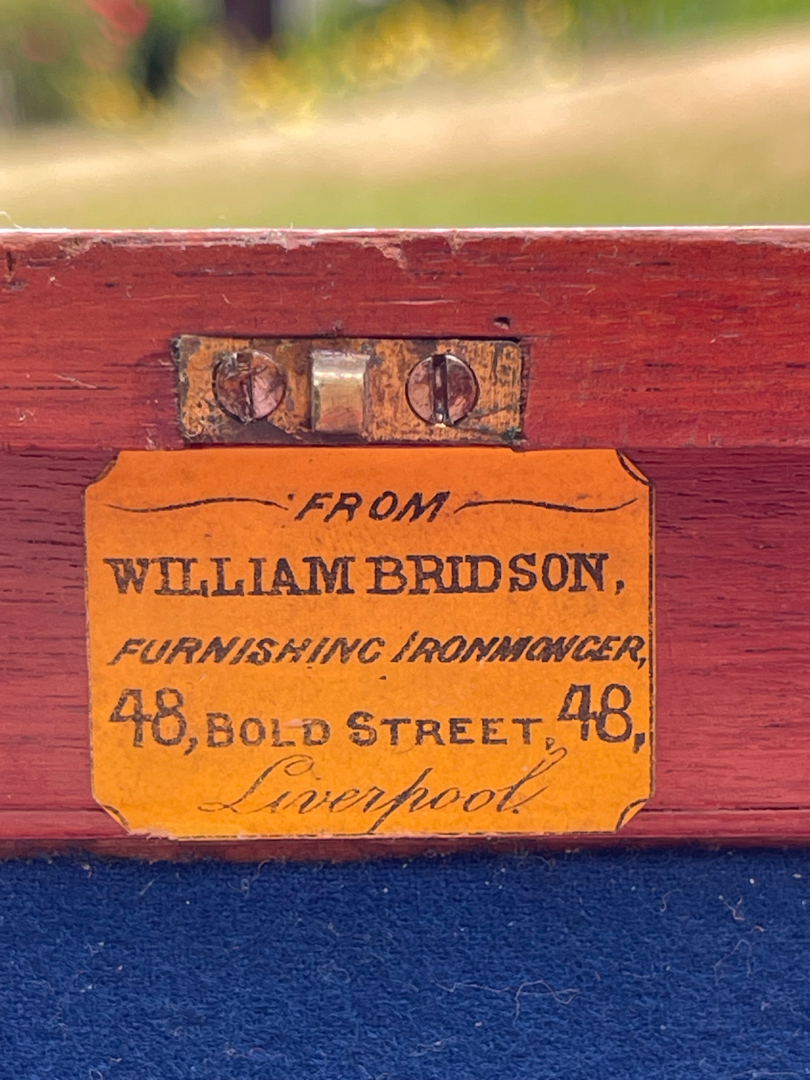 FROM
WILLIAM BRIDSON,
FURNISHING IRONMONGER,
48, BOLD STREET, 48,
Liverpool.